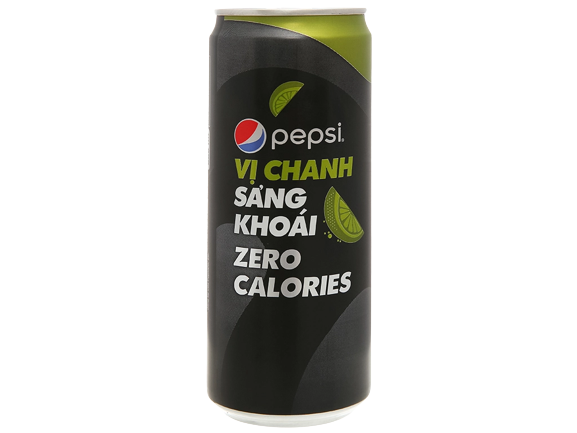 pepsi.
VỊ CHANH
SẢNG
KHOÁI
ZERO
CALORIES